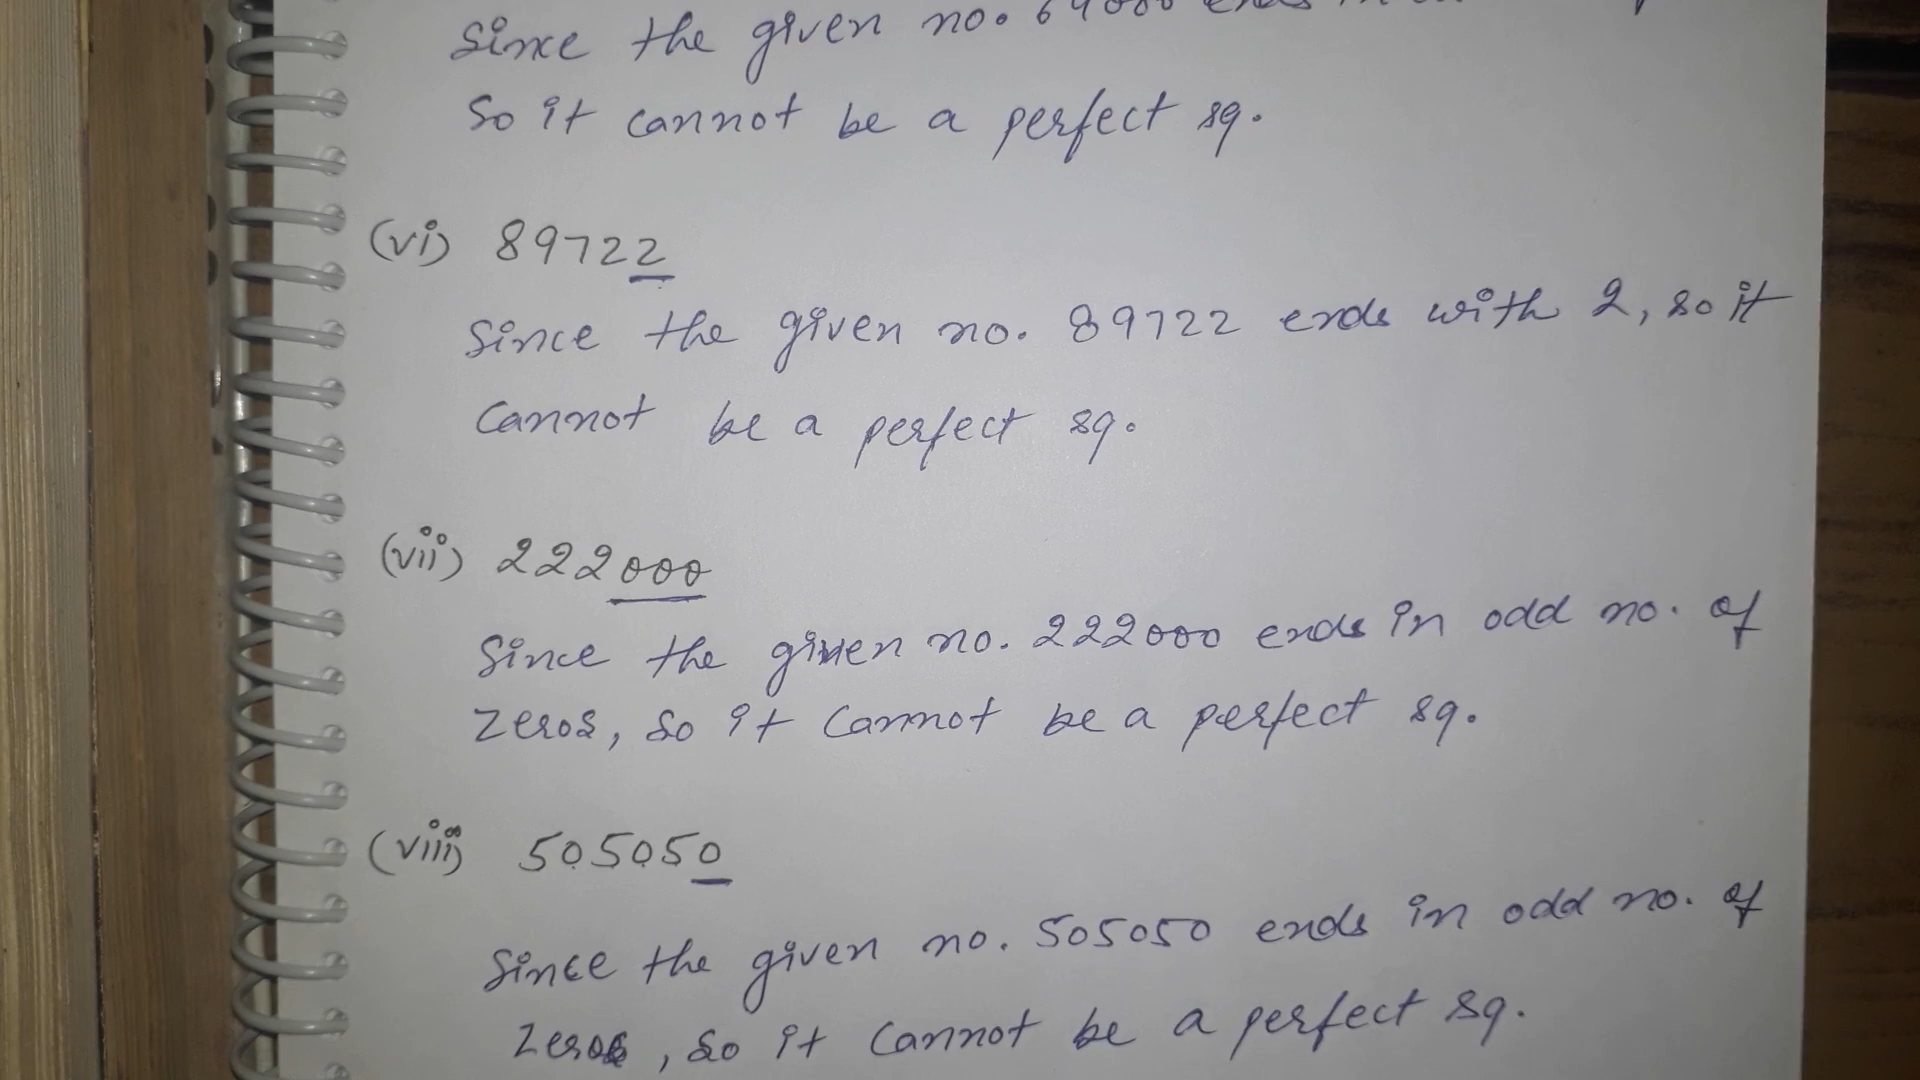 Since the given no. 64000 ends in
So it cannot be a perfect sq.
(vi) 89722
Since the given no. 89722 ends with 2, so it
cannot be a perfect sq.
(vii) 222000
Since the given no. 222000 ends in odd no. of
zeros, so it cannot be a perfect sq.
(viii) 505050
Since the given no. 505050 ends in odd no. of
zeros, so it cannot be a perfect sq.